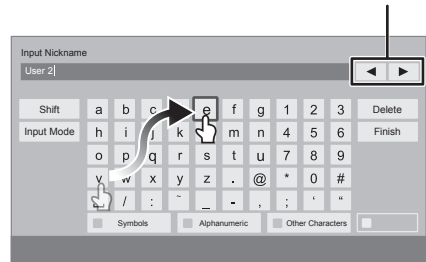 Input Nickname
User 2
◄ ►
Shift a b c e f g 1 2 3 Delete
Input Mode h i j k m n 4 5 6 Finish
o p q r s t u 7 8 9
v w x y z . @ * 0 #
/ : ~ _ - , ; ‘ “
Symbols Alphanumeric Other Characters